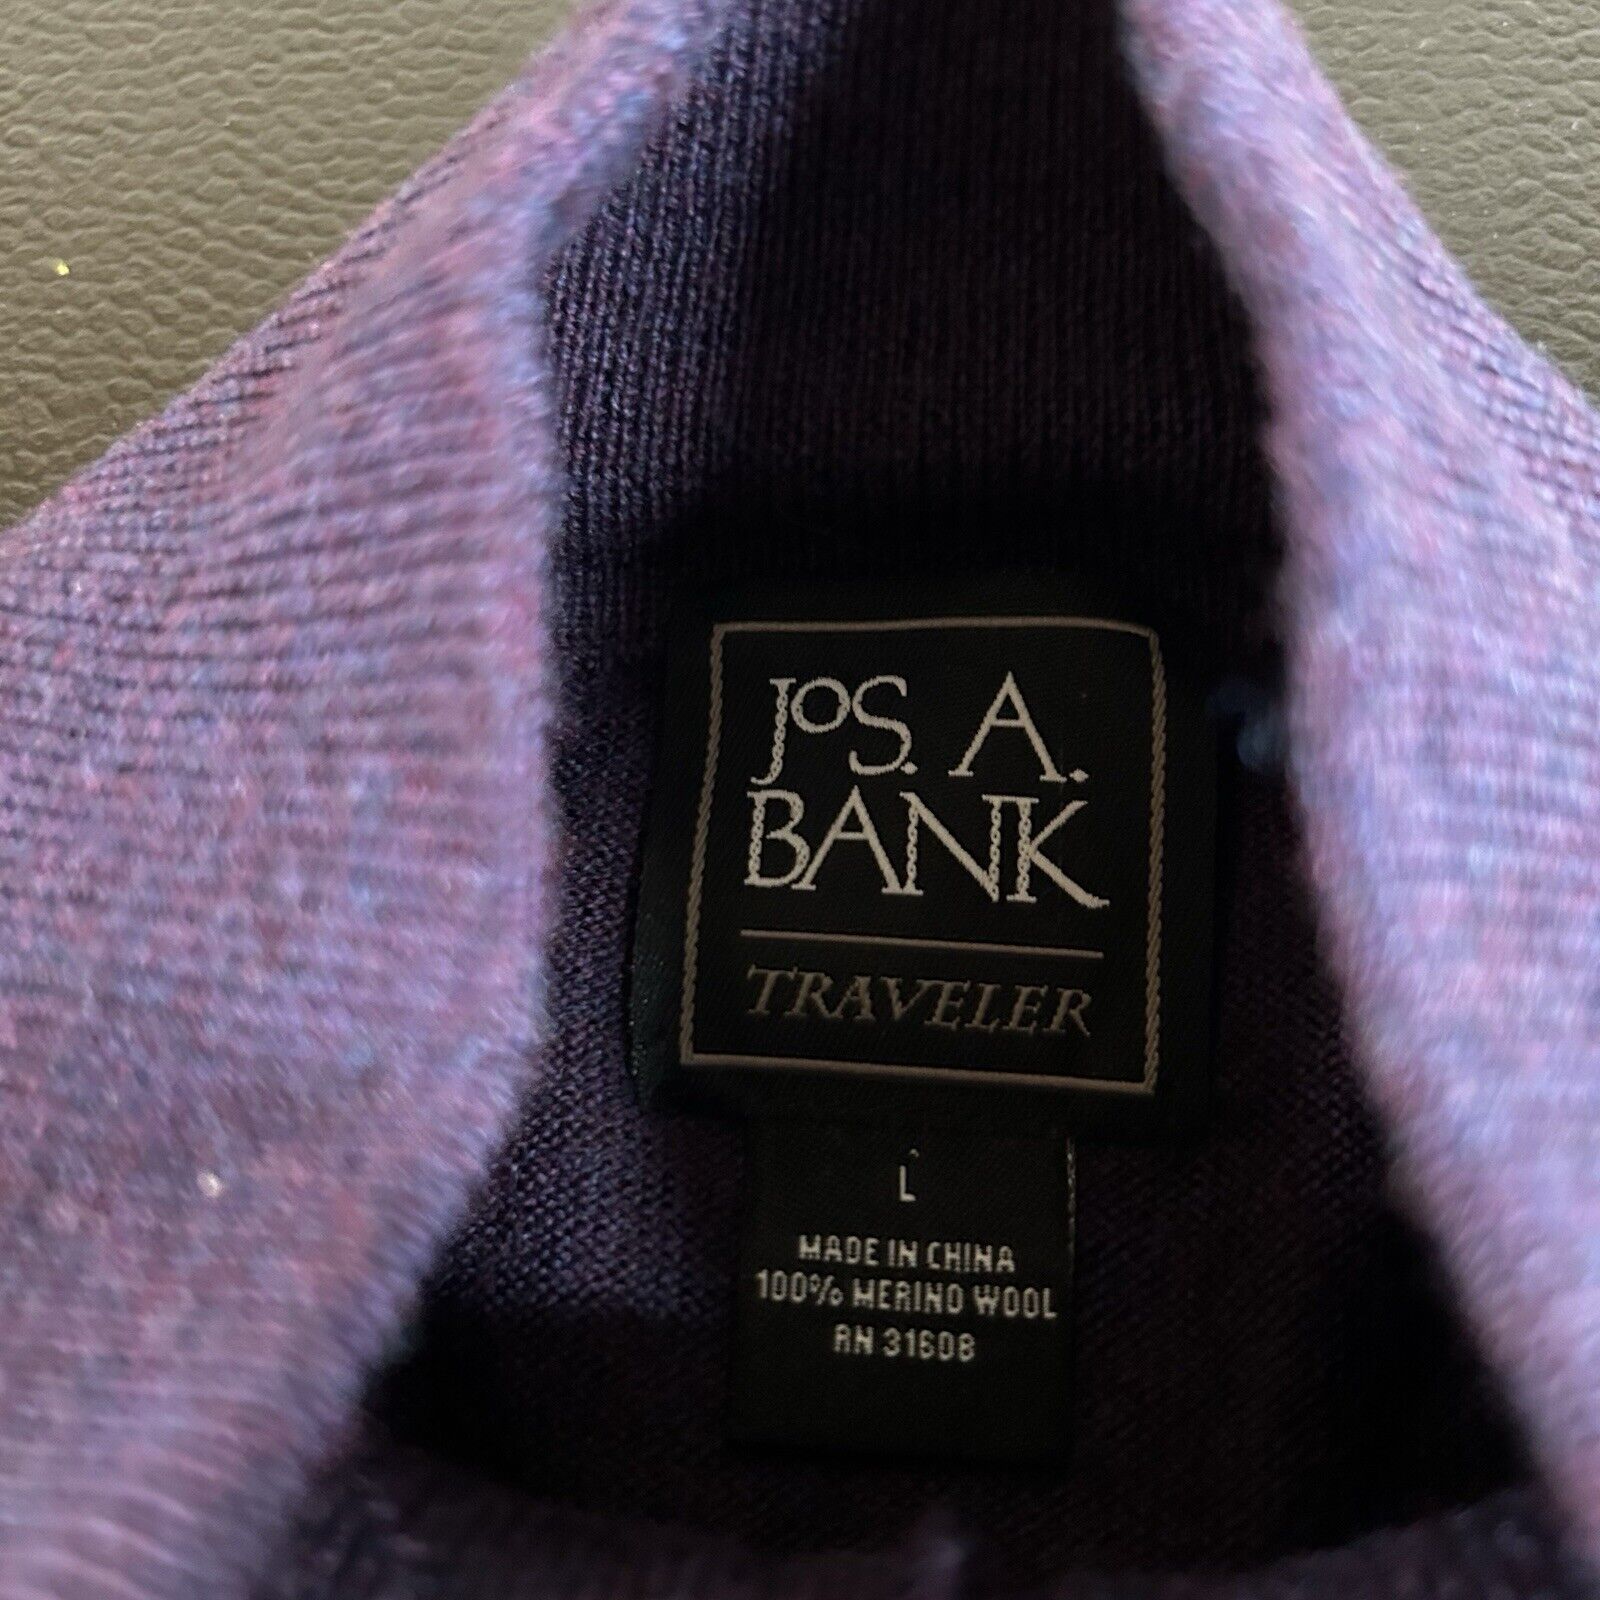 JOS. A.
BANK
TRAVELER
L
MADE IN CHINA
100% MERINO WOOL
RN 31608